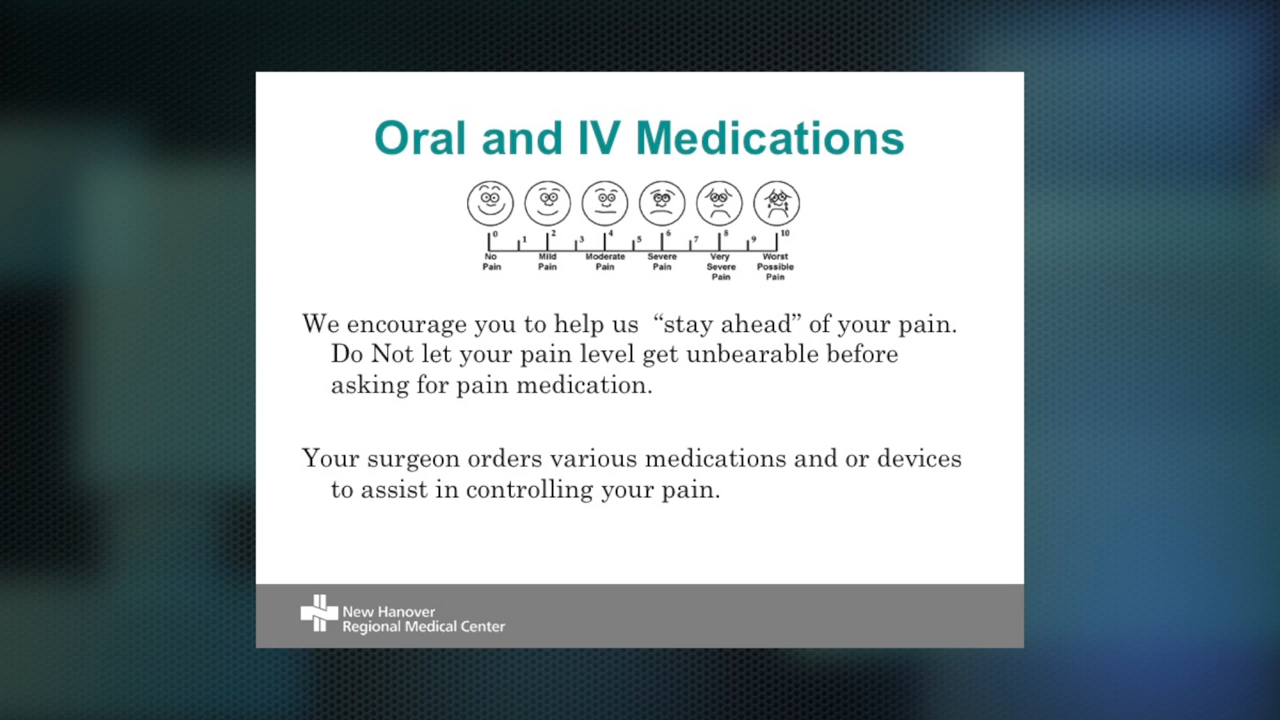 Oral and IV Medications
0 1 2 3 4 5 6 7 8 9 10
No Pain
Mild Pain
Moderate Pain
Severe Pain
Very Severe Pain
Worst Possible Pain
We encourage you to help us “stay ahead” of your pain.
Do Not let your pain level get unbearable before
asking for pain medication.
Your surgeon orders various medications and or devices
to assist in controlling your pain.
New Hanover
Regional Medical Center